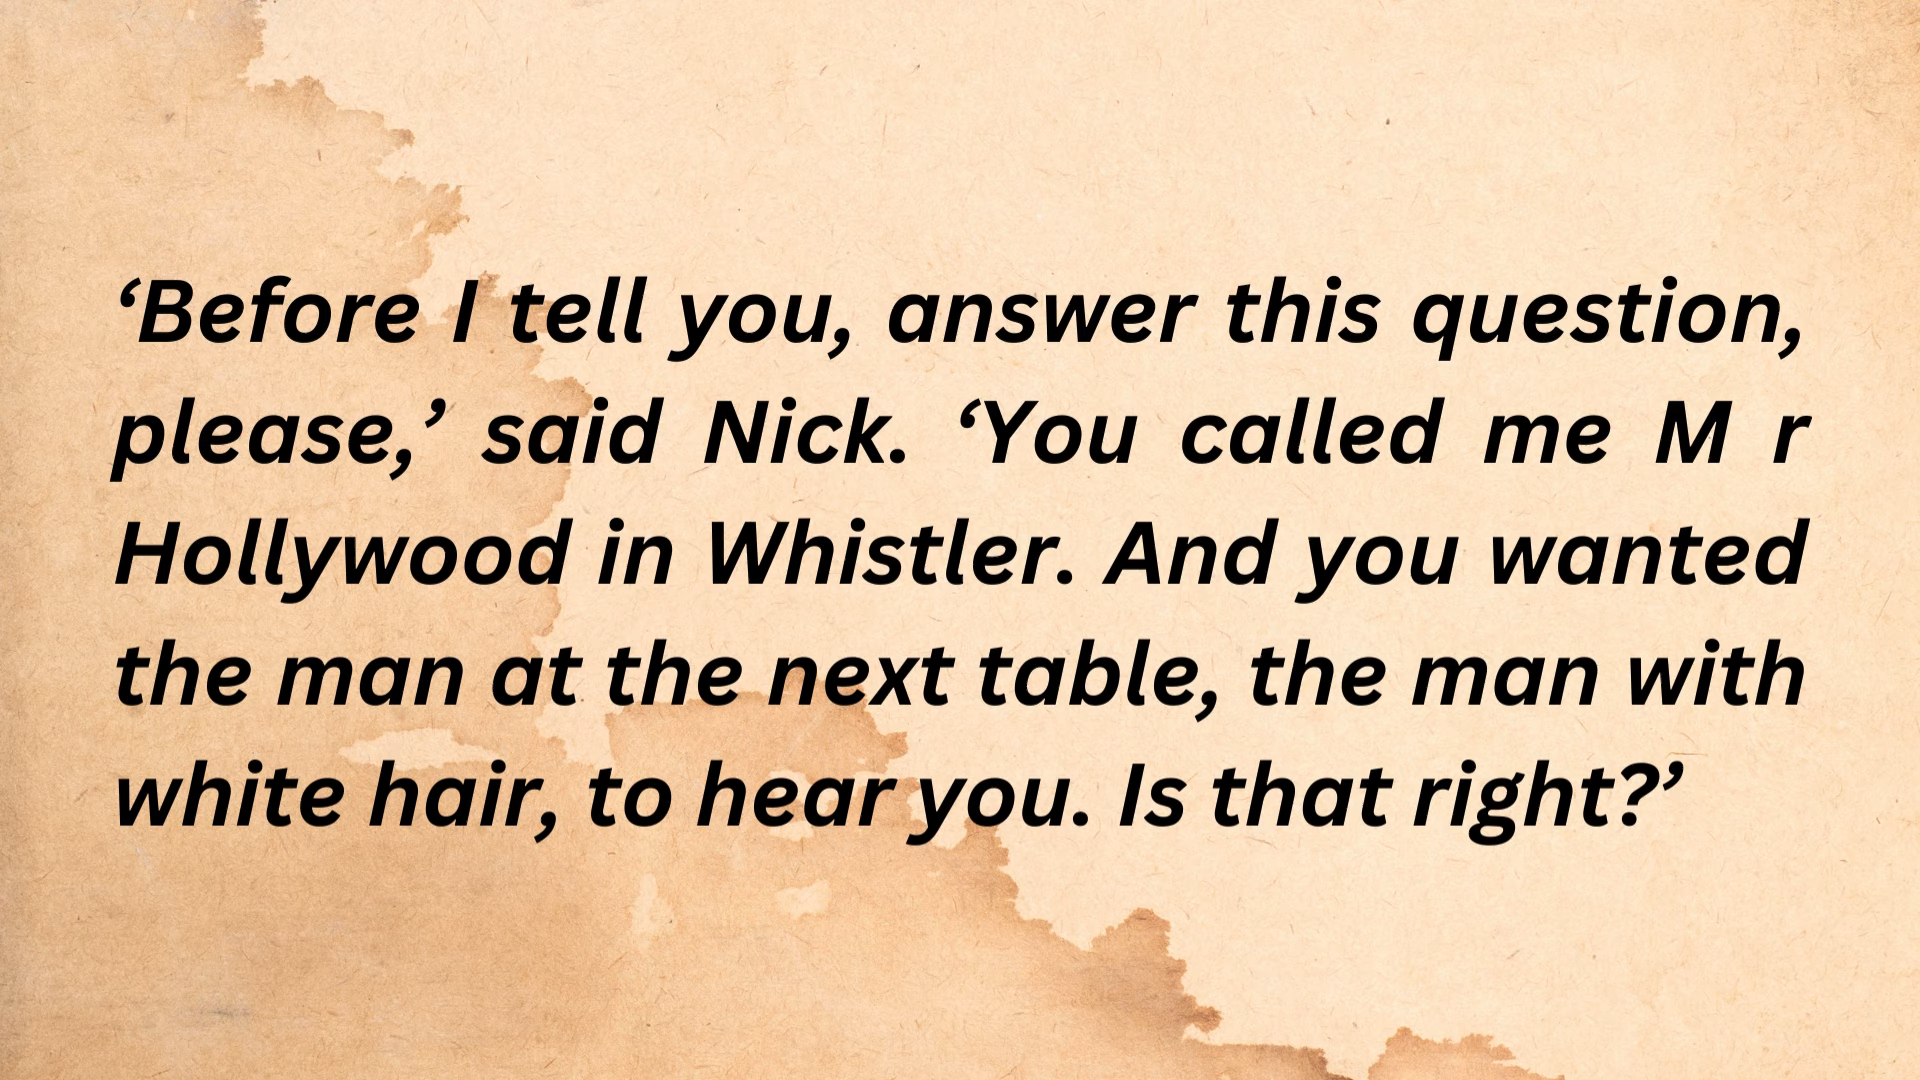 ‘Before I tell you, answer this question,
please,’ said Nick. ‘You called me M r
Hollywood in Whistler. And you wanted
the man at the next table, the man with
white hair, to hear you. Is that right?’